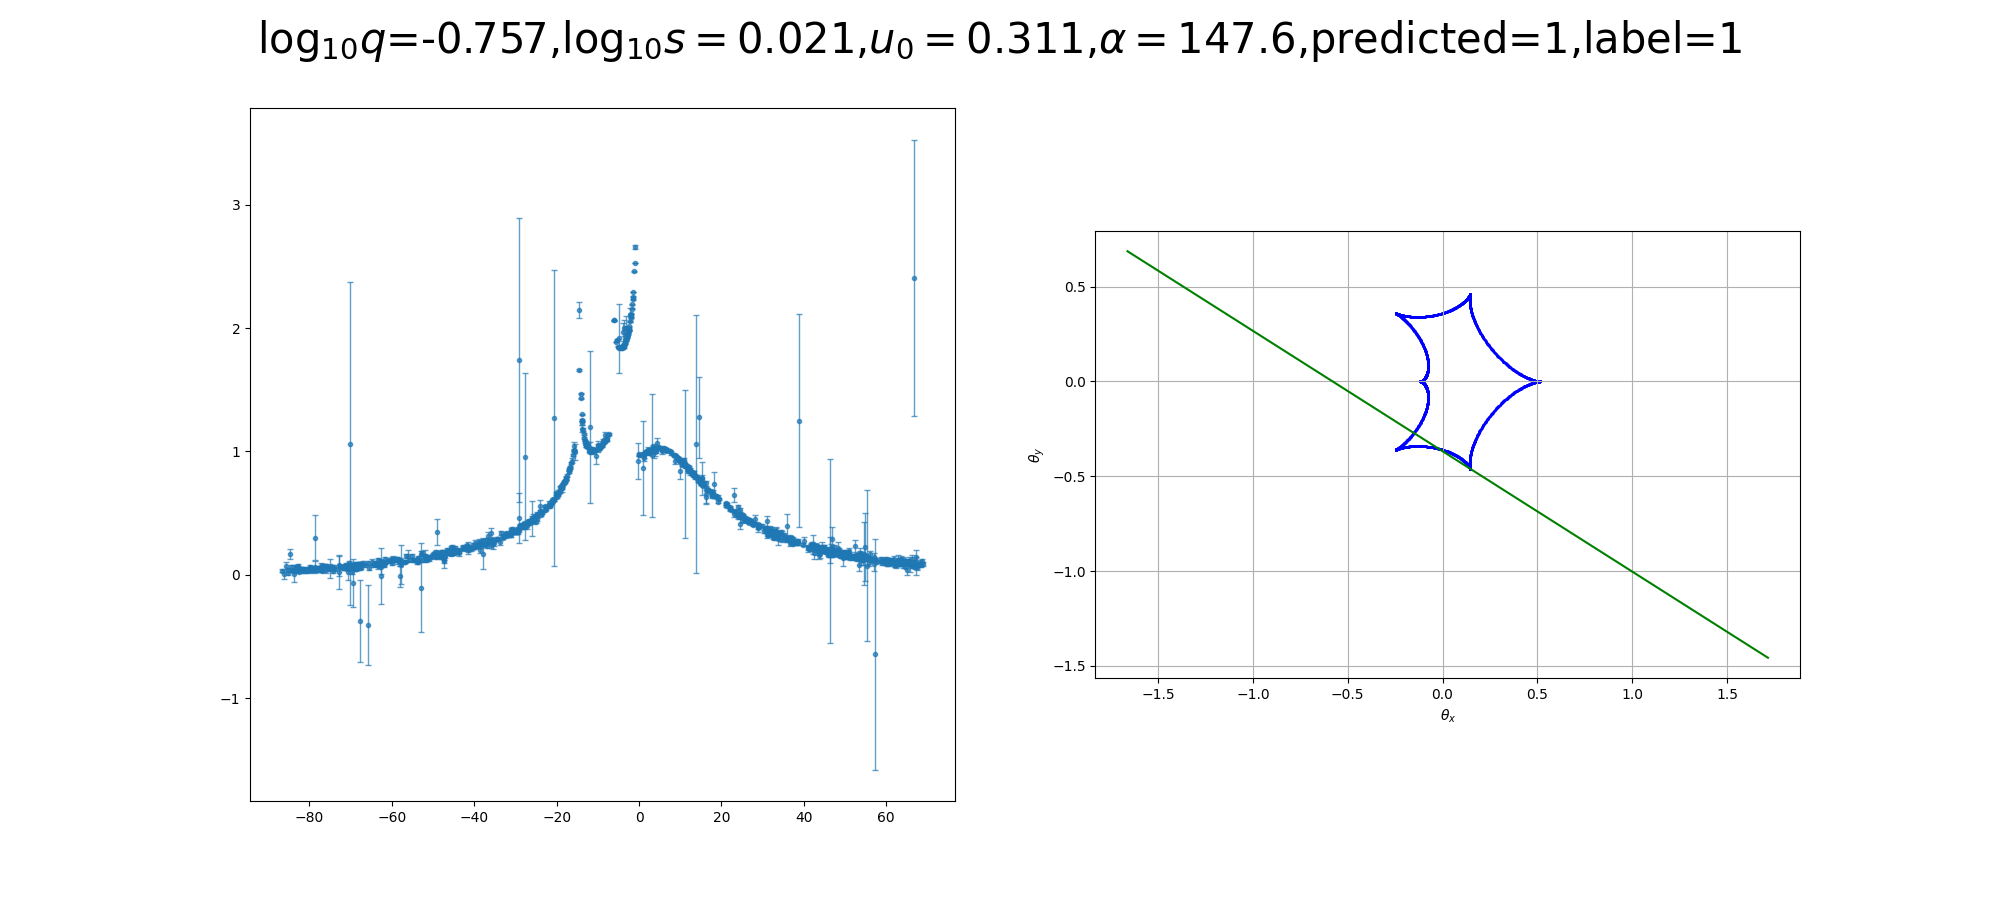 log₁₀q=-0.757,log₁₀s = 0.021,u₀ = 0.311,α = 147.6,predicted=1,label=1
3
2
1
0
−1
−80 −60 −40 −20 0 20 40 60
0.5
0.0
−0.5
−1.0
−1.5
θy
−1.5 −1.0 −0.5 0.0 0.5 1.0 1.5
θx